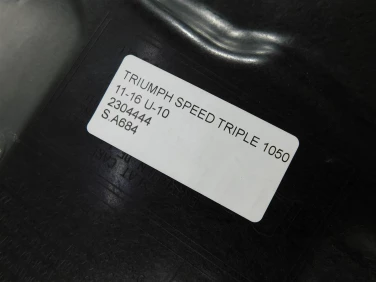 TRIUMPH SPEED TRIPLE 1050
11-16 U-10
2304444
S.A684